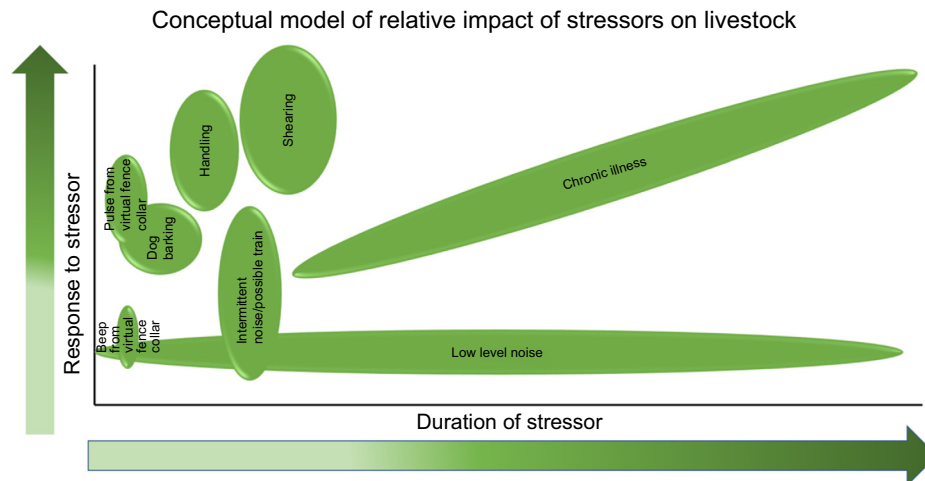 Conceptual model of relative impact of stressors on livestock
Response to stressor
Pulse from
virtual fence
collar
Dog
barking
Handling
Shearing
Chronic illness
Beep
from
virtual
fence
collar
Intermittent
noise/possible train
Low level noise
Duration of stressor